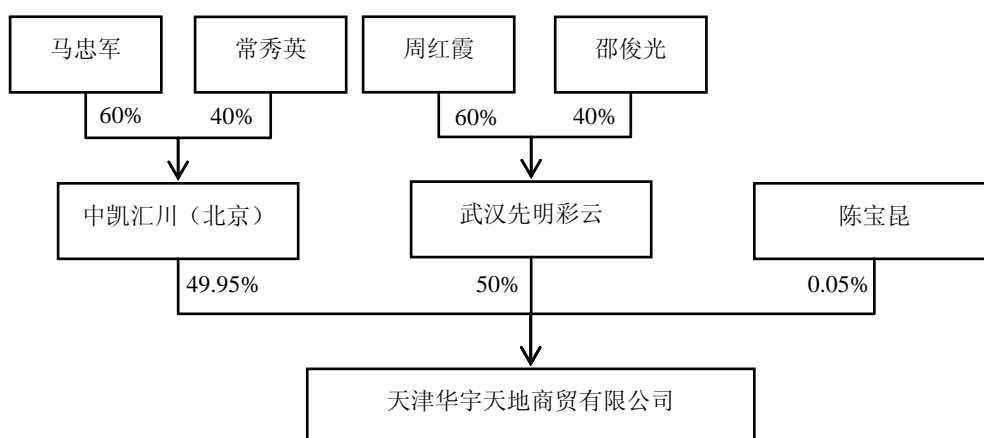 马忠军
常秀英
周红霞
邵俊光
60%
40%
60%
40%
中凯汇川（北京）
武汉先明彩云
陈宝昆
49.95%
50%
0.05%
天津华宇天地商贸有限公司